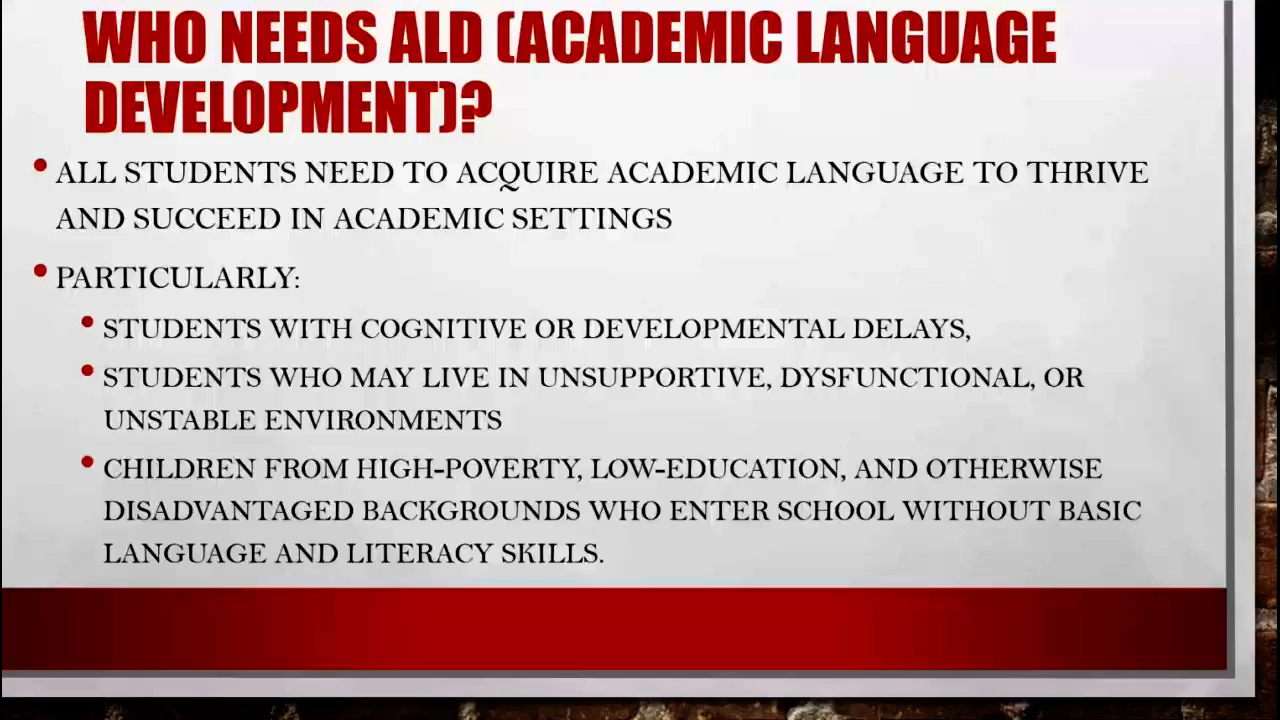 WHO NEEDS ALD (ACADEMIC LANGUAGE
DEVELOPMENT)?
• ALL STUDENTS NEED TO ACQUIRE ACADEMIC LANGUAGE TO THRIVE
AND SUCCEED IN ACADEMIC SETTINGS
• PARTICULARLY:
• STUDENTS WITH COGNITIVE OR DEVELOPMENTAL DELAYS,
• STUDENTS WHO MAY LIVE IN UNSUPPORTIVE, DYSFUNCTIONAL, OR
UNSTABLE ENVIRONMENTS
• CHILDREN FROM HIGH-POVERTY, LOW-EDUCATION, AND OTHERWISE
DISADVANTAGED BACKGROUNDS WHO ENTER SCHOOL WITHOUT BASIC
LANGUAGE AND LITERACY SKILLS.